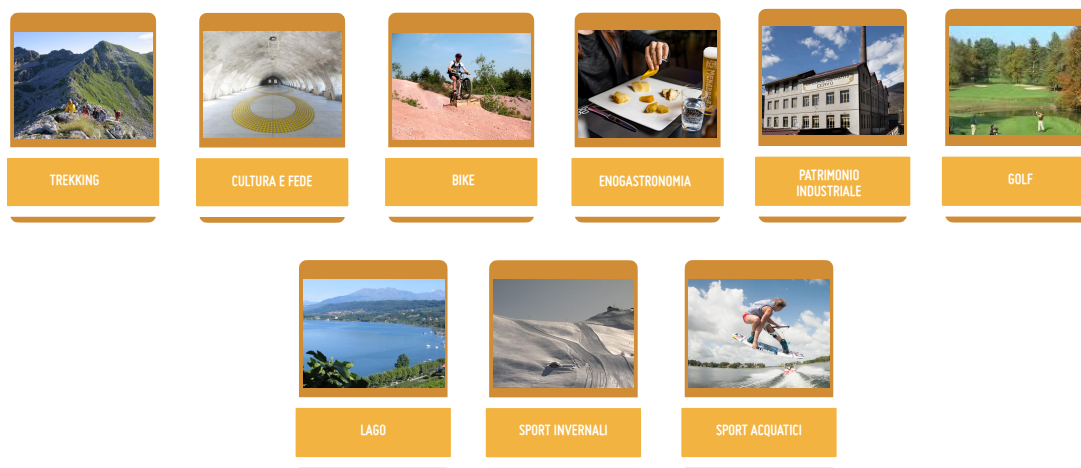 TREKKING
CULTURA E FEDE
BIKE
ENOGASTRONOMIA
PATRIMONIO
INDUSTRIALE
GOLF
LAGO
SPORT INVERNALI
SPORT ACQUATICI